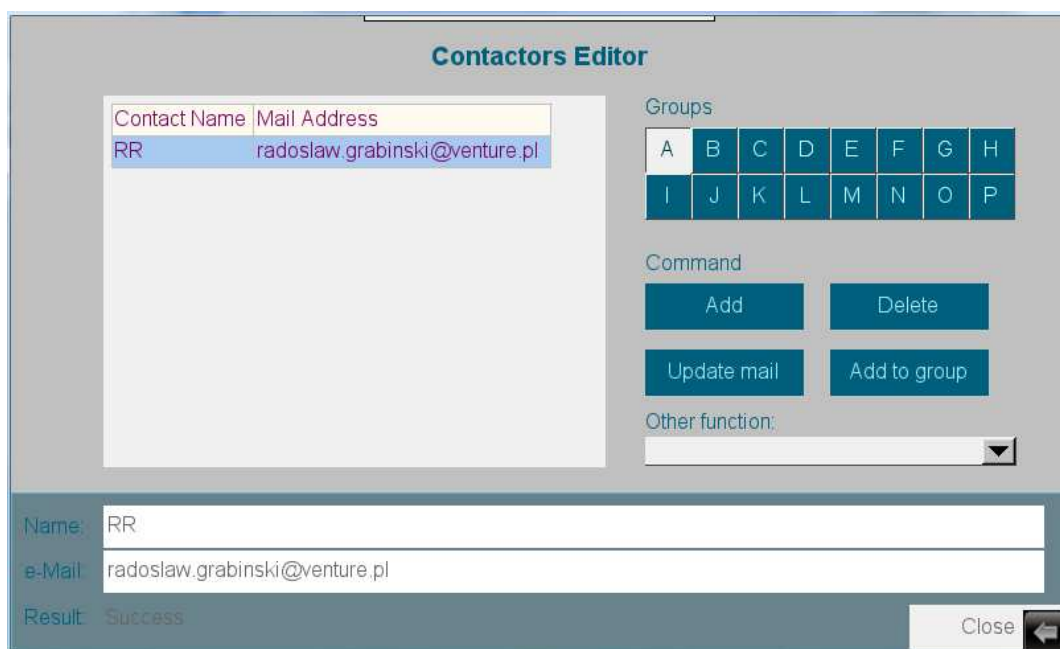 Contactors Editor
Contact Name Mail Address
RR radoslaw.grabinski@venture.pl
Groups
A B C D E F G H
I J K L M N O P
Command
Add Delete
Update mail Add to group
Other function:
Name: RR
e-Mail: radoslaw.grabinski@venture.pl
Result: Success
Close